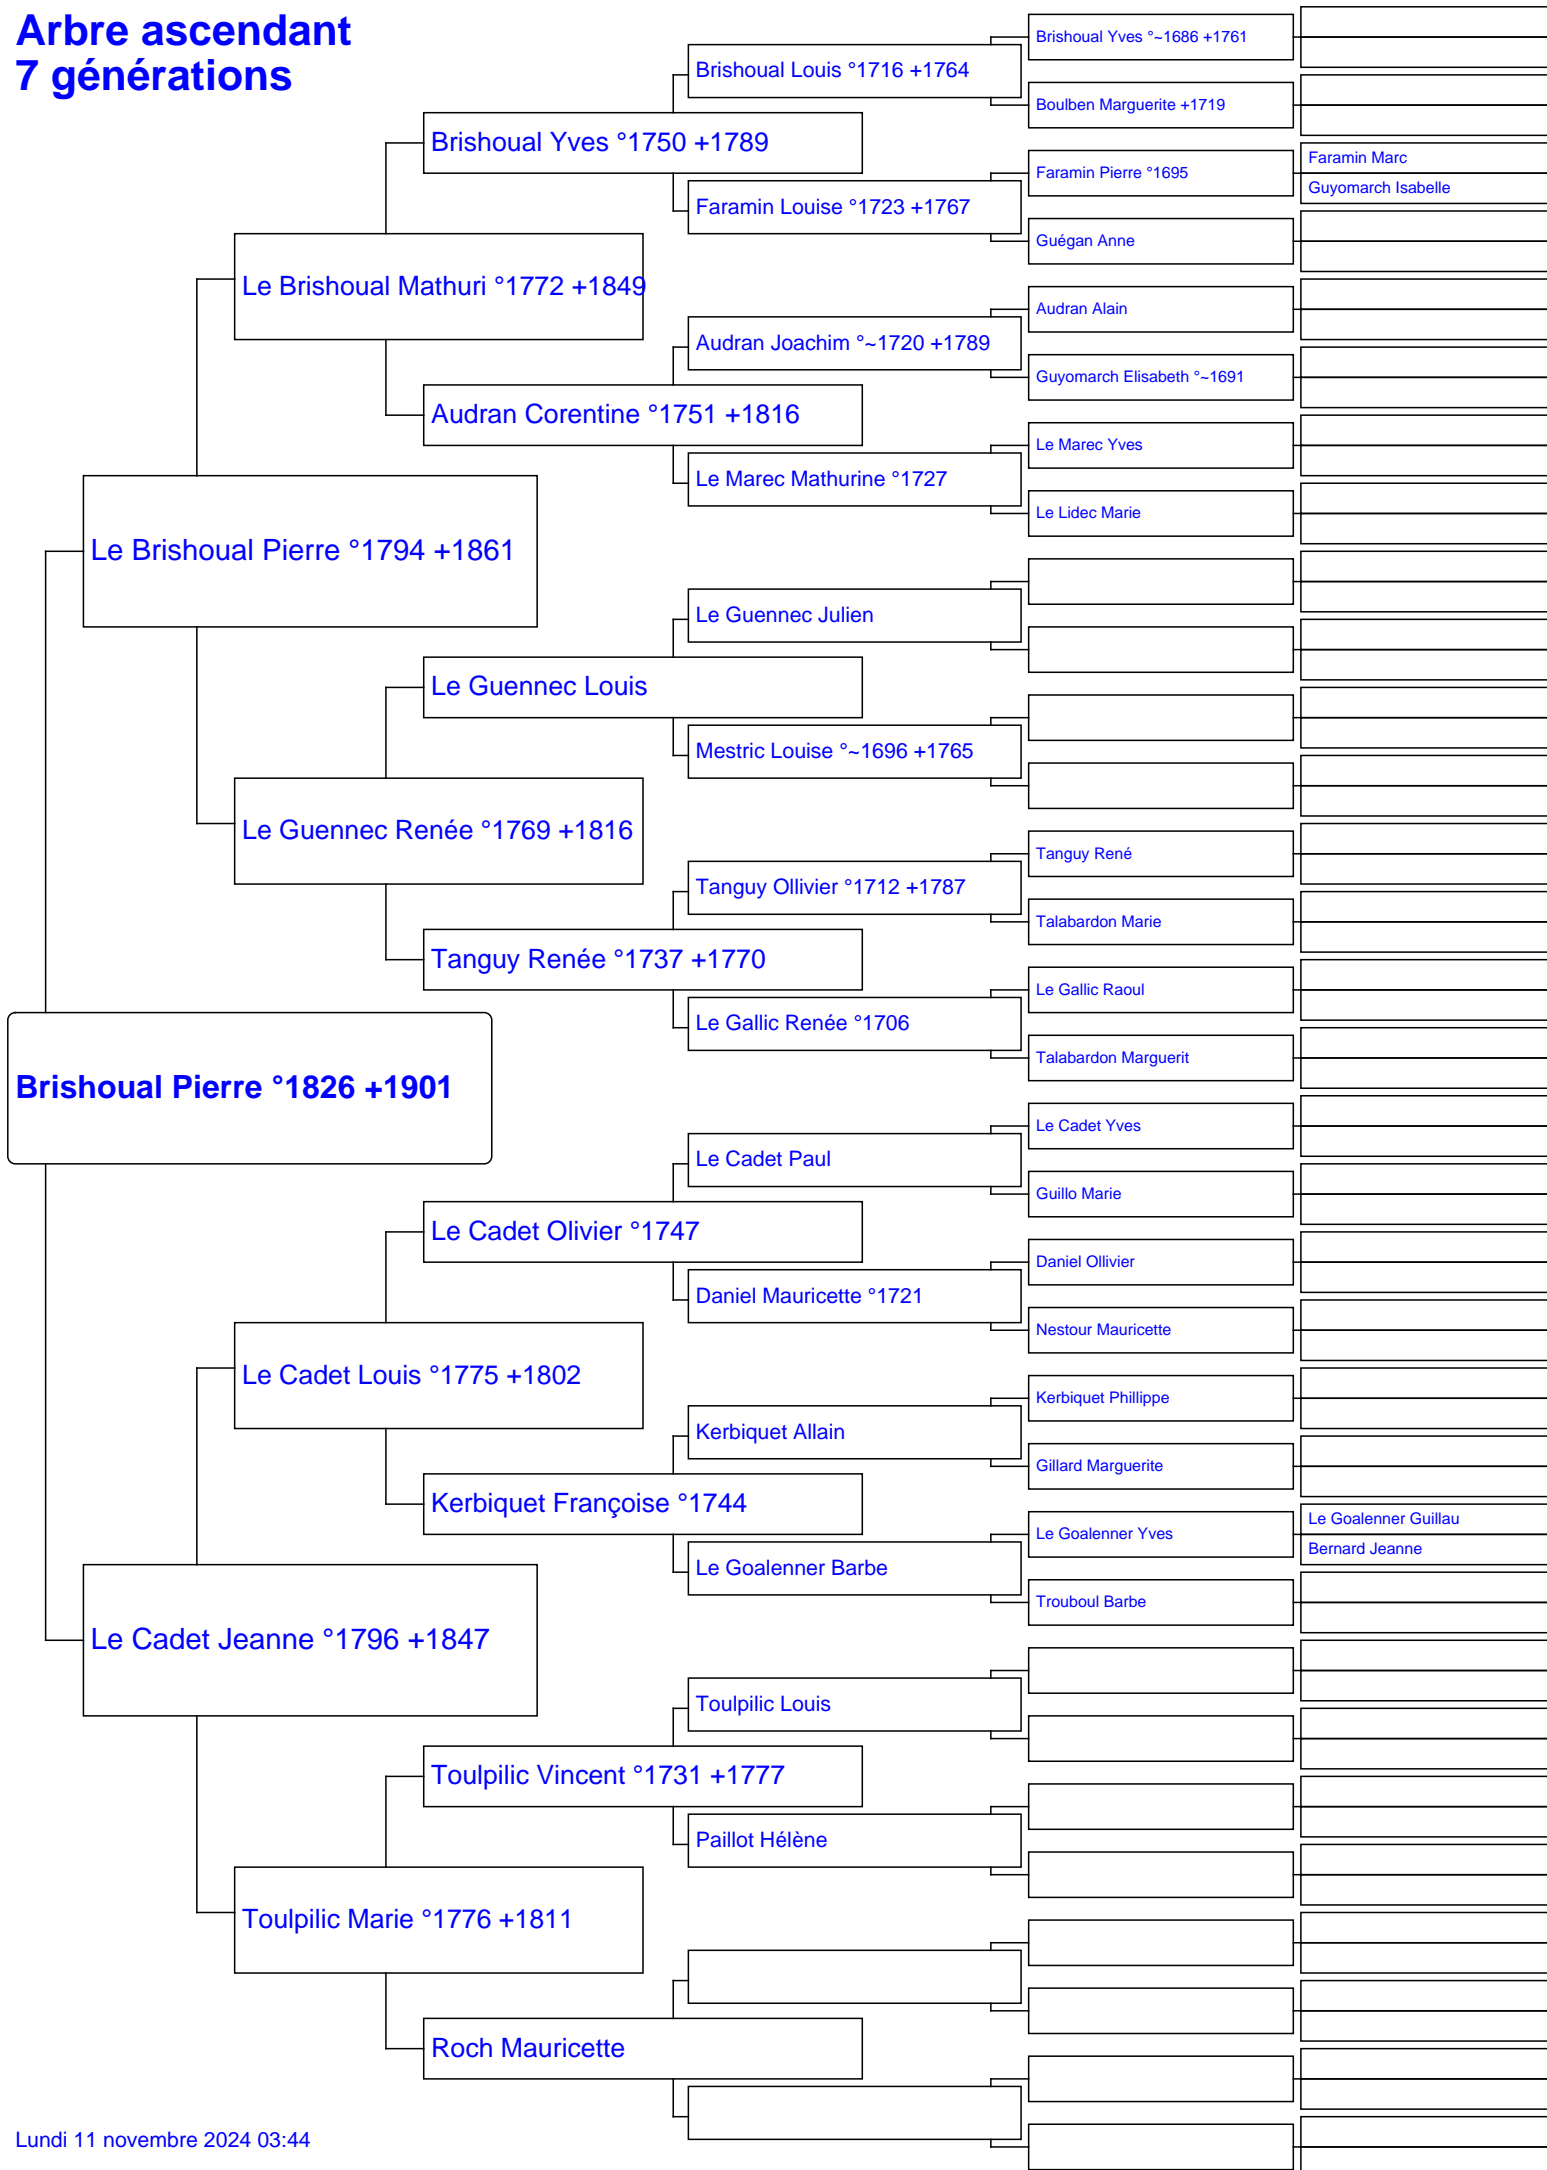 Arbre ascendant
7 générations
Brishoual Pierre °1826 +1901
Le Brishoual Pierre °1794 +1861
Le Cadet Jeanne °1796 +1847
Le Brishoual Mathuri °1772 +1849
Le Guennec Renée °1769 +1816
Le Cadet Louis °1775 +1802
Toulpilic Marie °1776 +1811
Brishoual Yves °1750 +1789
Audran Corentine °1751 +1816
Le Guennec Louis
Tanguy Renée °1737 +1770
Le Cadet Olivier °1747
Kerbiquet Françoise °1744
Toulpilic Vincent °1731 +1777
Roch Mauricette
Brishoual Louis °1716 +1764
Faramin Louise °1723 +1767
Audran Joachim °~1720 +1789
Le Marec Mathurine °1727
Le Guennec Julien
Mestric Louise °~1696 +1765
Tanguy Ollivier °1712 +1787
Le Gallic Renée °1706
Le Cadet Paul
Daniel Mauricette °1721
Kerbiquet Allain
Le Goalenner Barbe
Toulpilic Louis
Paillot Hélène
Brishoual Yves °~1686 +1761
Boulben Marguerite +1719
Faramin Pierre °1695
Guégan Anne
Audran Alain
Guyomarch Elisabeth °~1691
Le Marec Yves
Le Lidec Marie
Tanguy René
Talabardon Marie
Le Gallic Raoul
Talabardon Marguerit
Le Cadet Yves
Guillo Marie
Daniel Ollivier
Nestour Mauricette
Kerbiquet Phillippe
Gillard Marguerite
Le Goalenner Yves
Trouboul Barbe
Faramin Marc
Guyomarch Isabelle
Le Goalenner Guillau
Bernard Jeanne
Lundi 11 novembre 2024 03:44